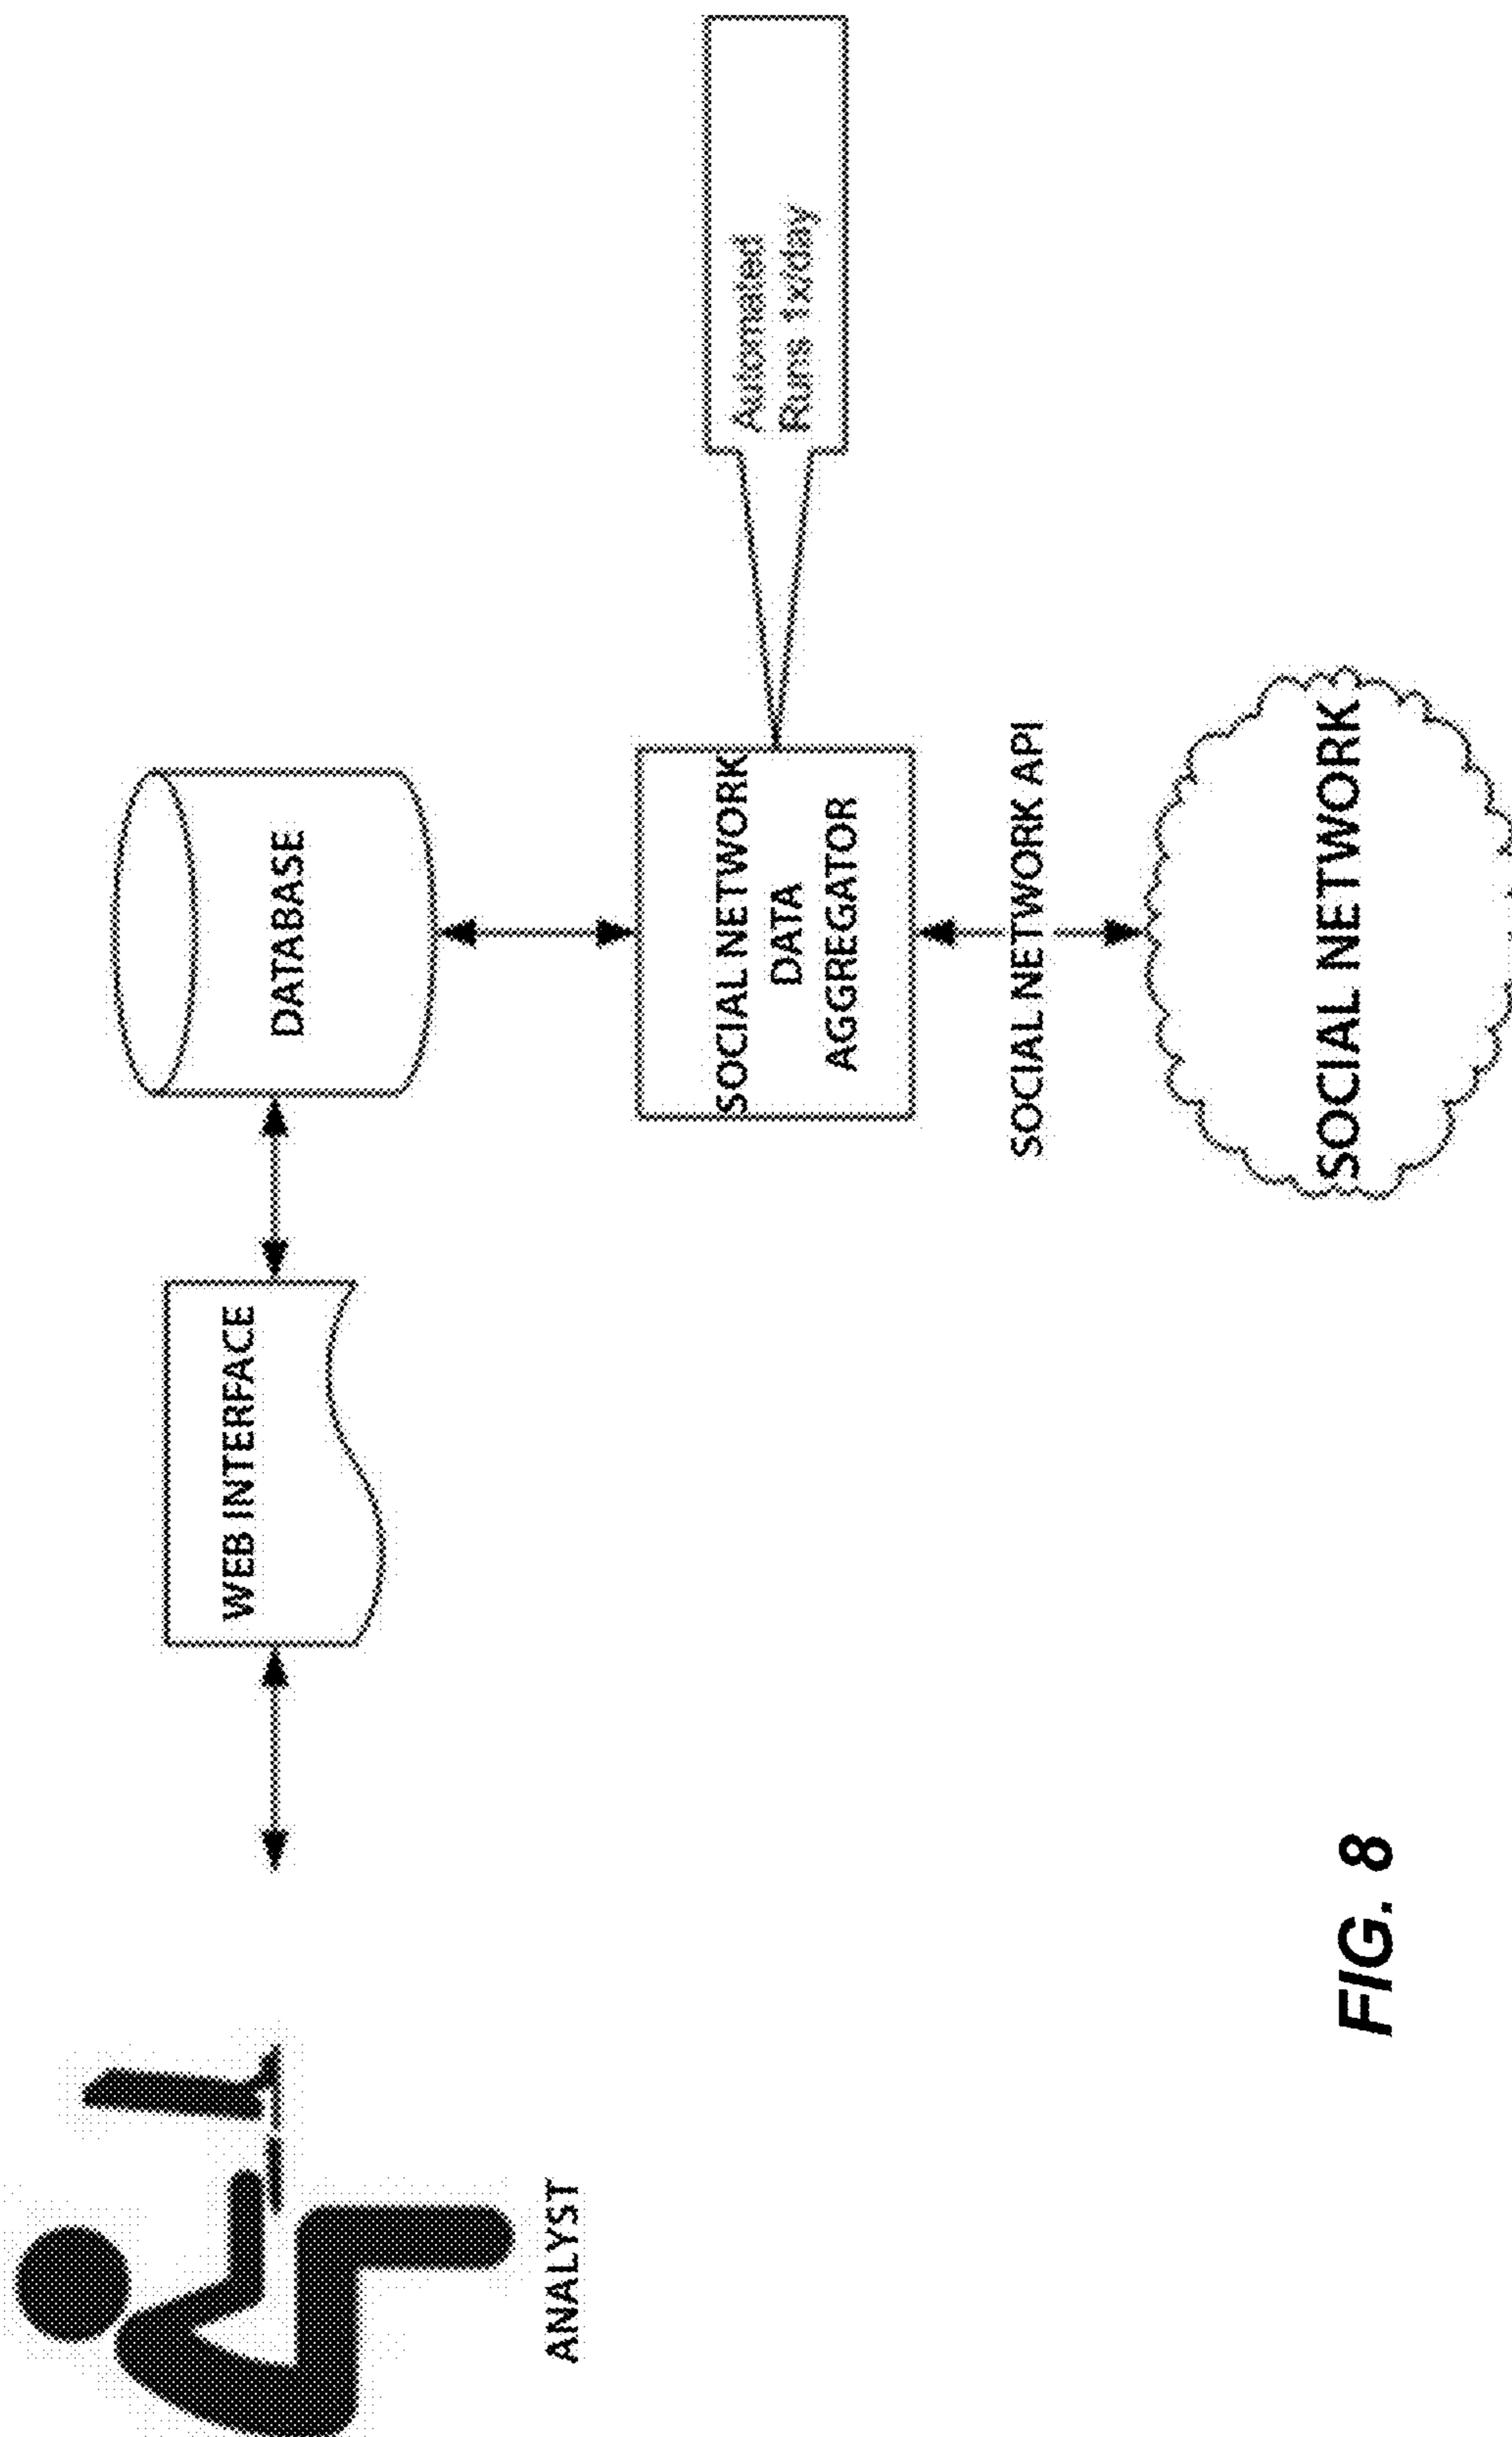 ANALYST
WEB INTERFACE
DATABASE
SOCIAL NETWORK
DATA
AGGREGATOR
Automated
Runs 1x/day
SOCIAL NETWORK API
SOCIAL NETWORK
FIG. 8